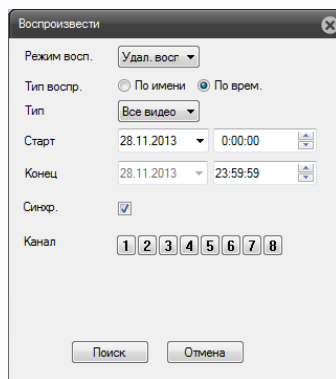 Воспроизвести
Режим восп. Удал. восп
Тип воспр. По имени По врем.
Тип Все видео
Старт 28.11.2013 0:00:00
Конец 28.11.2013 23:59:59
Синхр.
Канал 1 2 3 4 5 6 7 8
Поиск Отмена